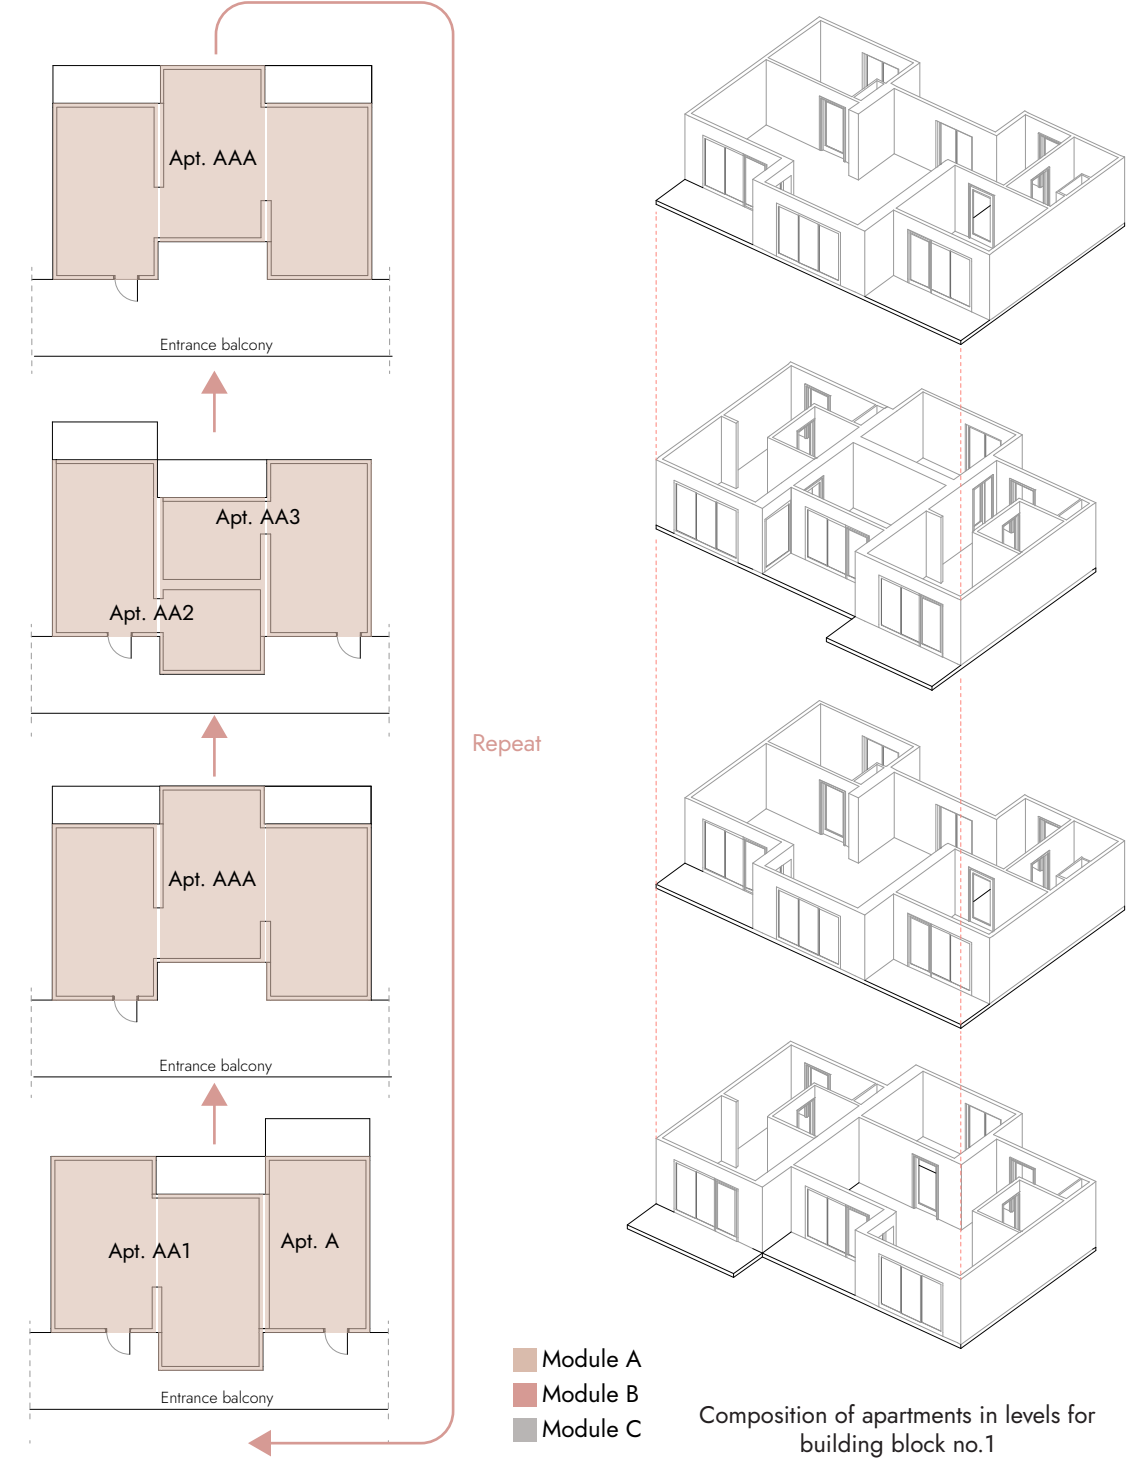 Apt. AAA
Entrance balcony
Apt. AA3
Apt. AA2
Repeat
Apt. AAA
Entrance balcony
Apt. AA1
Apt. A
Entrance balcony
Module A
Module B
Module C
Composition of apartments in levels for
building block no.1